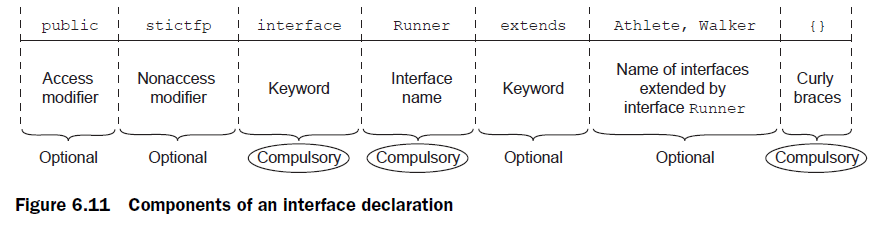 public stictfp interface Runner extends Athlete, Walker {}
Access modifier
Nonaccess modifier
Keyword
Interface name
Keyword
Name of interfaces extended by interface Runner
Curly braces
Optional Optional Compulsory Compulsory Optional Optional Compulsory
Figure 6.11 Components of an interface declaration